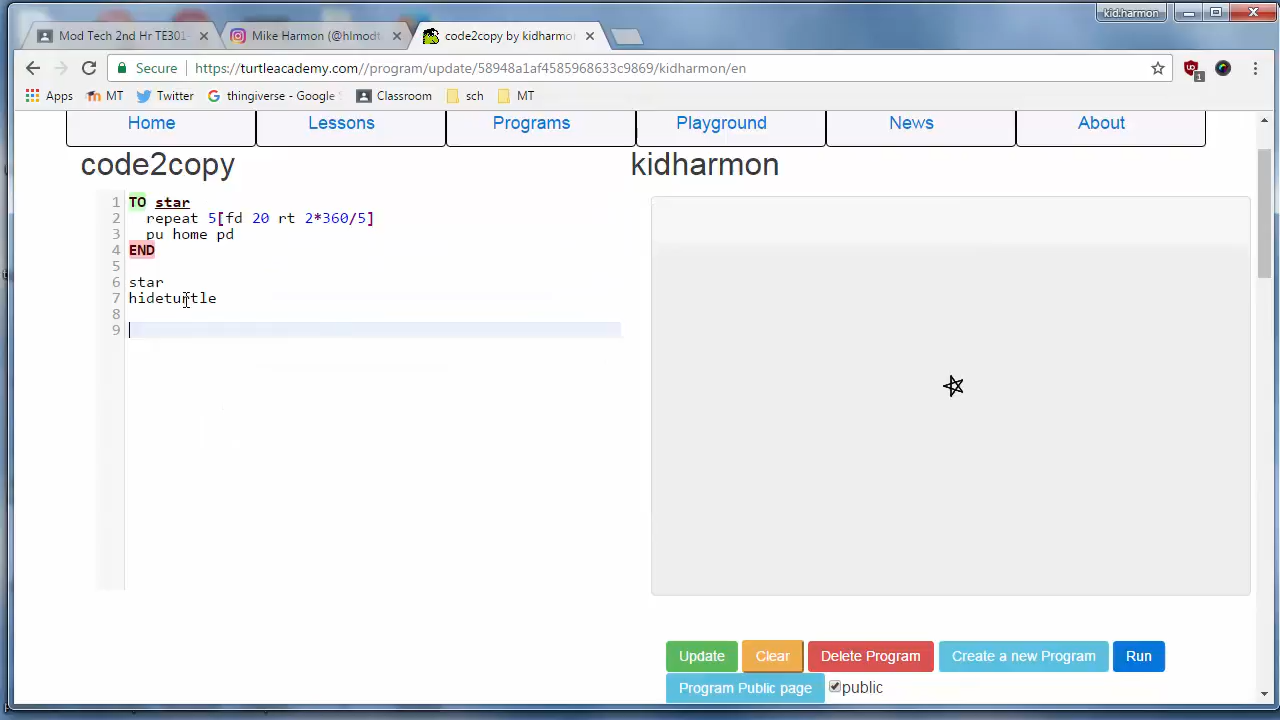 kid.harmon
Mod Tech 2nd Hr TE301-
Mike Harmon (@hlmodt
code2copy by kidharmon
Secure
https://turtleacademy.com//program/update/58948a1af4585968633c9869/kidharmon/en
1
Apps MT Twitter thingiverse - Google Classroom sch MT
Home Lessons Programs Playground News About
code2copy
kidharmon
1 TO star
2 repeat 5[fd 20 rt 2*360/5]
3 pu home pd
4 END
5
6 star
7 hideturtle
8
9
Update Clear Delete Program Create a new Program Run
Program Public page public